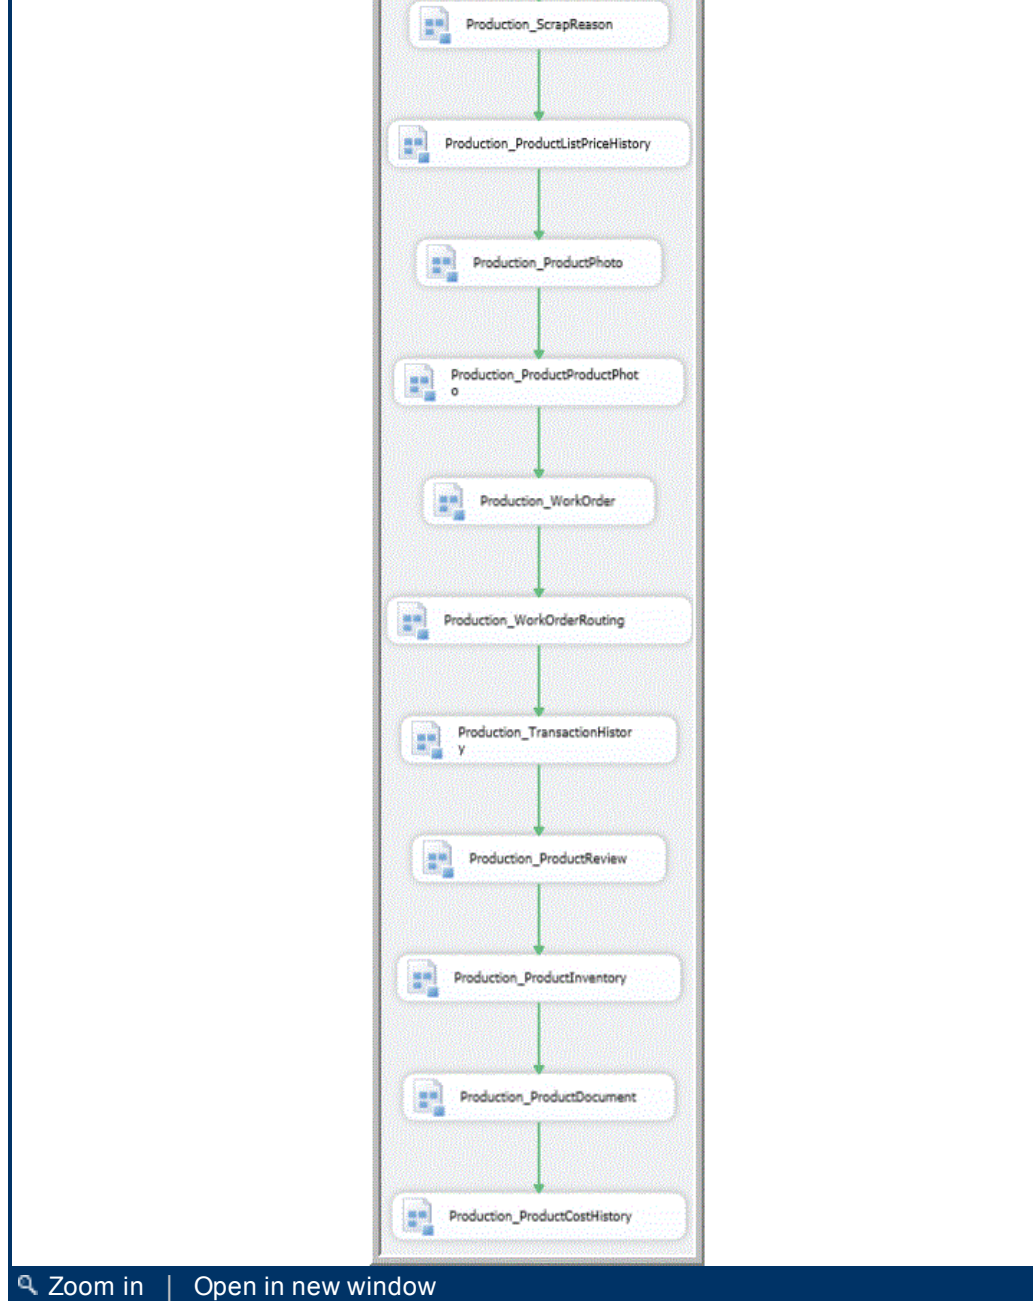 Production_ScrapReason
Production_ProductListPriceHistory
Production_ProductPhoto
Production_ProductProductPhot
o
Production_WorkOrder
Production_WorkOrderRouting
Production_TransactionHistor
y
Production_ProductReview
Production_ProductInventory
Production_ProductDocument
Production_ProductCostHistory
Zoom in | Open in new window